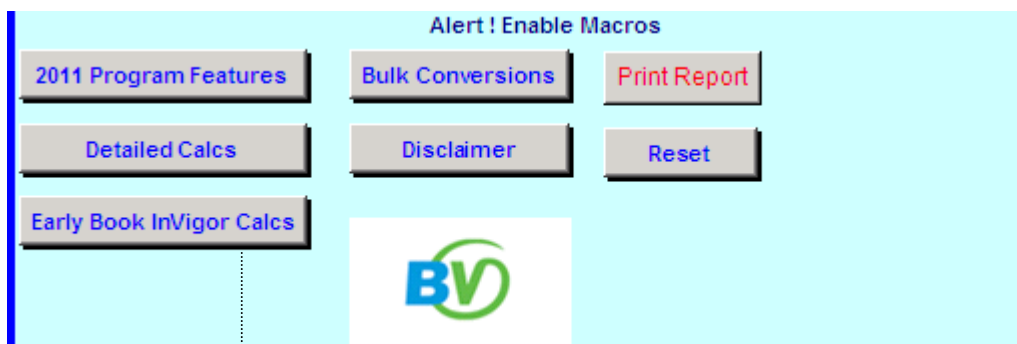 Alert ! Enable Macros
2011 Program Features
Bulk Conversions
Print Report
Detailed Calcs
Disclaimer
Reset
Early Book InVigor Calcs
BV